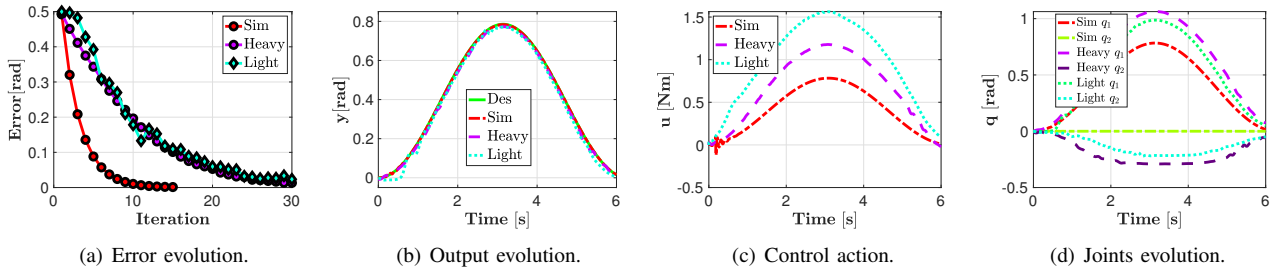 Error[rad]
0.5
0.4
0.3
0.2
0.1
0
0
10
20
30
Iteration
Sim
Heavy
Light
(a) Error evolution.
y[rad]
0.8
0.6
0.4
0.2
0
0
2
4
6
Time [s]
Des
Sim
Heavy
Light
(b) Output evolution.
u [Nm]
1.5
1
0.5
0
-0.5
0
2
4
6
Time [s]
Sim
Heavy
Light
(c) Control action.
q [rad]
1
0.5
0
-0.5
0
2
4
6
Time [s]
Sim q1
Sim q2
Heavy q1
Heavy q2
Light q1
Light q2
(d) Joints evolution.